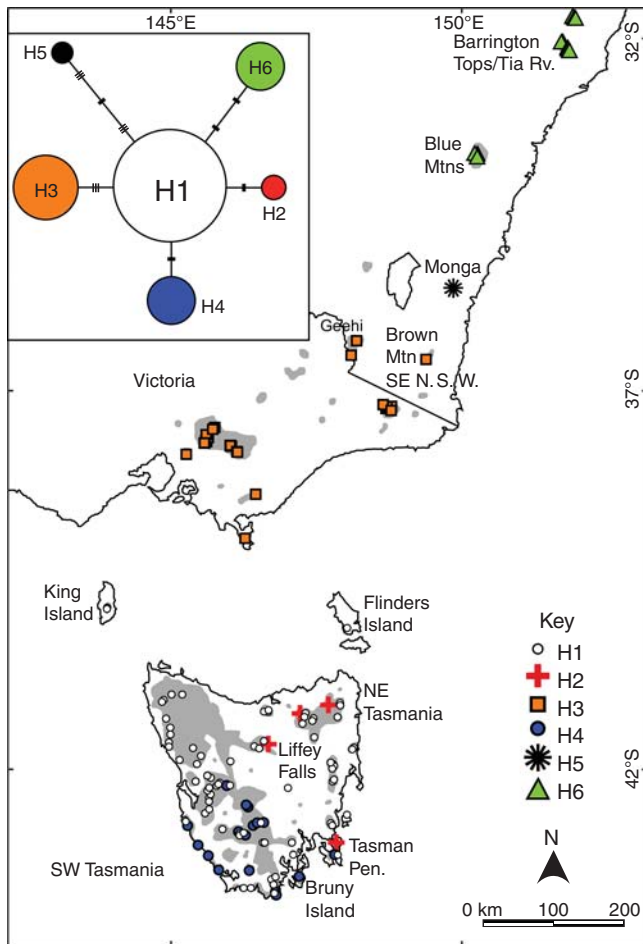 145°E
150°E
32°S
Barrington
Tops/Tia Rv.
H5
H6
Blue
Mtns
H3
H1
H2
Monga
H4
Geehi
Brown
Mtn
SE N. S. W.
37°S
Victoria
King
Island
Flinders
Island
Key
H1
H2
H3
H4
H5
H6
NE
Tasmania
Liffey
Falls
42°S
SW Tasmania
Tasman
Pen.
Bruny
Island
N
0 km 100 200